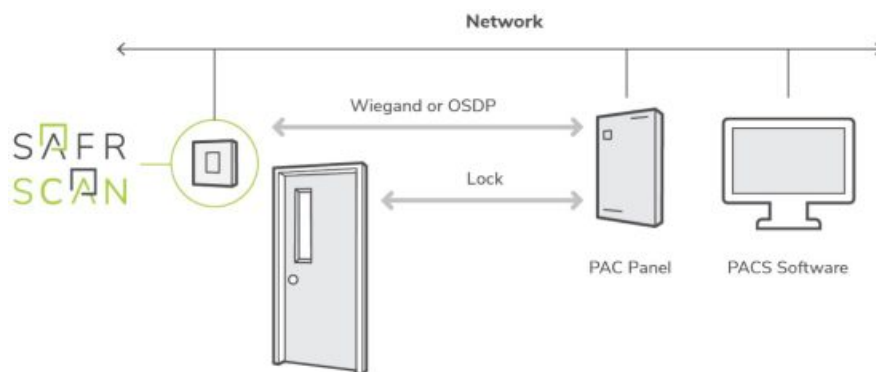 Network
Wiegand or OSDP
SAFR
SCAN
Lock
PAC Panel
PACS Software